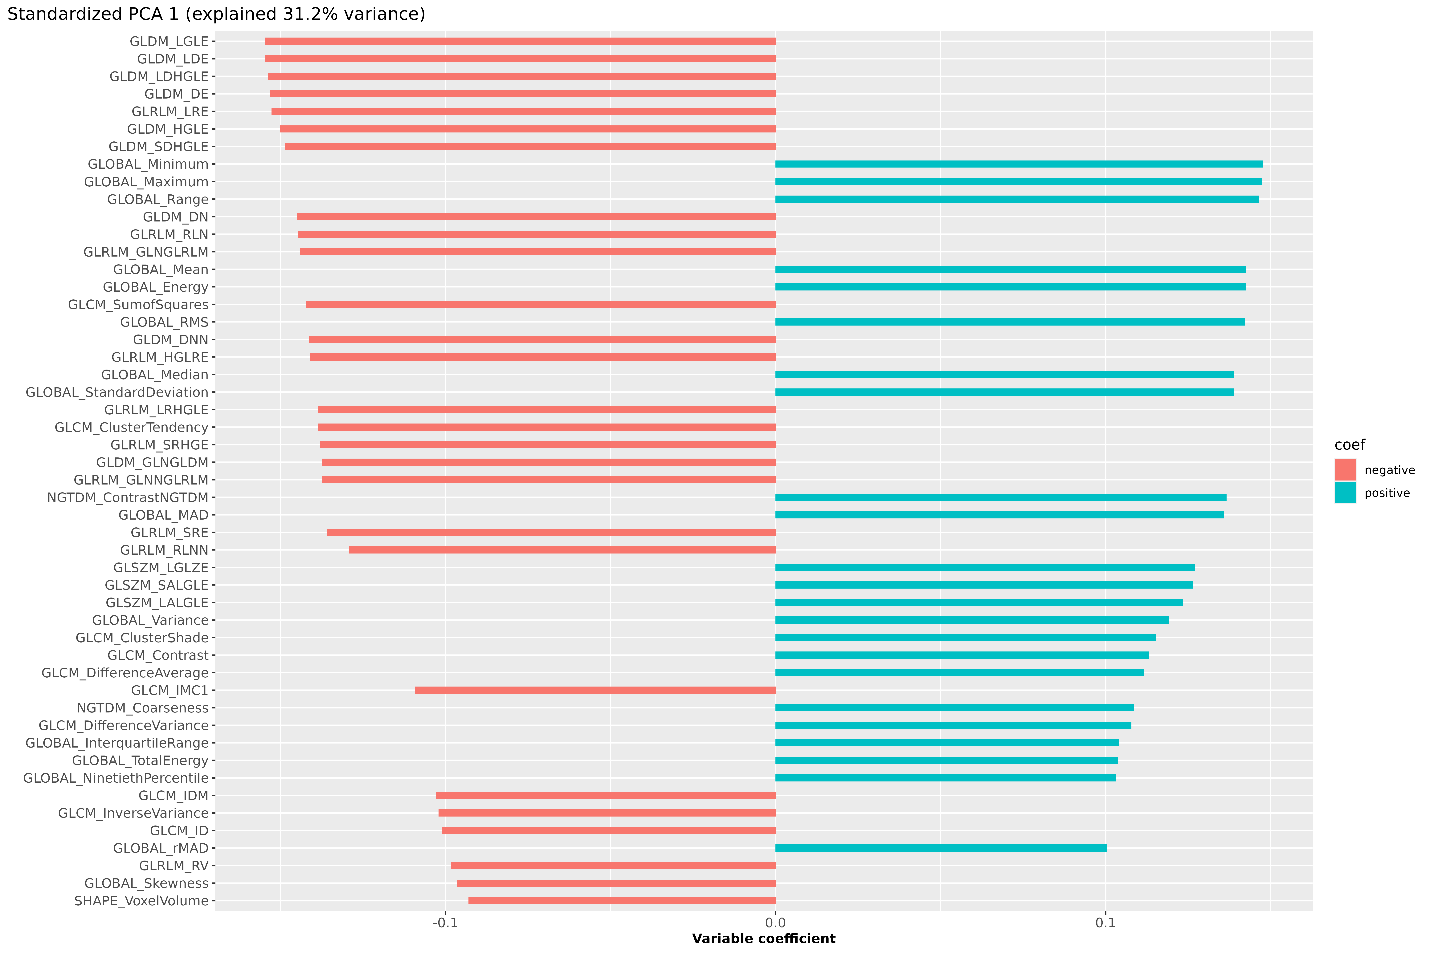 Standardized PCA 1 (explained 31.2% variance)
GLDM_LGLE
GLDM_LDE
GLDM_LDHGLE
GLDM_DE
GLRLM_LRE
GLDM_HGLE
GLDM_SDHGLE
GLOBAL_Minimum
GLOBAL_Maximum
GLOBAL_Range
GLDM_DN
GLRLM_RLN
GLRLM_GLNGLRLM
GLOBAL_Mean
GLOBAL_Energy
GLCM_SumofSquares
GLOBAL_RMS
GLDM_DNN
GLRLM_HGLRE
GLOBAL_Median
GLOBAL_StandardDeviation
GLRLM_LRHGLE
GLCM_ClusterTendency
GLRLM_SRHGE
GLDM_GLNGLDM
GLRLM_GLNNGLRLM
NGTDM_ContrastNGTDM
GLOBAL_MAD
GLRLM_SRE
GLRLM_RLNN
GLSZM_LGLZE
GLSZM_SALGLE
GLSZM_LALGLE
GLOBAL_Variance
GLCM_ClusterShade
GLCM_Contrast
GLCM_DifferenceAverage
GLCM_IMC1
NGTDM_Coarseness
GLCM_DifferenceVariance
GLOBAL_InterquartileRange
GLOBAL_TotalEnergy
GLOBAL_NinetiethPercentile
GLCM_IDM
GLCM_InverseVariance
GLCM_ID
GLOBAL_rMAD
GLRLM_RV
GLOBAL_Skewness
SHAPE_VoxelVolume
-0.1 0.0 0.1
Variable coefficient
coef
negative
positive